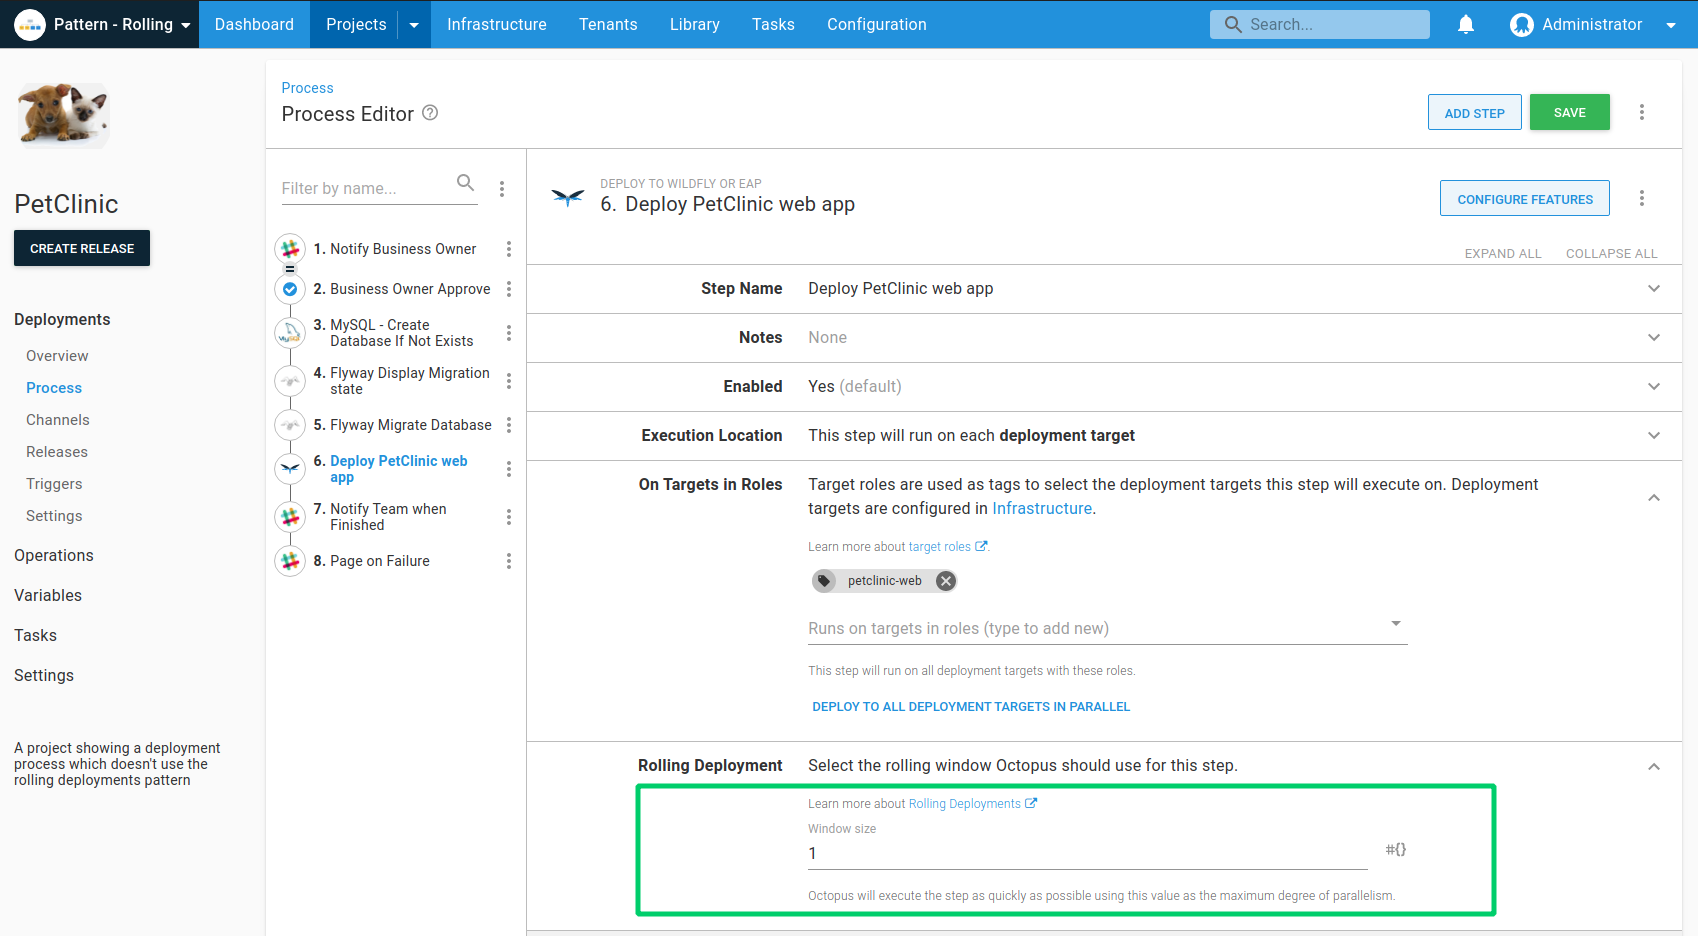 Pattern - Rolling
Dashboard
Projects
Infrastructure
Tenants
Library
Tasks
Configuration
Search...
Administrator
PetClinic
CREATE RELEASE
Deployments
Overview
Process
Channels
Releases
Triggers
Settings
Operations
Variables
Tasks
Settings
A project showing a deployment
process which doesn't use the
rolling deployments pattern
Process
Process Editor
ADD STEP
SAVE
Filter by name...
1. Notify Business Owner
2. Business Owner Approve
3. MySQL - Create
Database If Not Exists
4. Flyway Display Migration
state
5. Flyway Migrate Database
6. Deploy PetClinic web
app
7. Notify Team when
Finished
8. Page on Failure
DEPLOY TO WILDFLY OR EAP
6. Deploy PetClinic web app
CONFIGURE FEATURES
EXPAND ALL
COLLAPSE ALL
Step Name
Deploy PetClinic web app
Notes
None
Enabled
Yes (default)
Execution Location
This step will run on each deployment target
On Targets in Roles
Target roles are used as tags to select the deployment targets this step will execute on. Deployment
targets are configured in Infrastructure.
Learn more about target roles.
petclinic-web
Runs on targets in roles (type to add new)
This step will run on all deployment targets with these roles.
DEPLOY TO ALL DEPLOYMENT TARGETS IN PARALLEL
Rolling Deployment
Select the rolling window Octopus should use for this step.
Learn more about Rolling Deployments
Window size
1
#{}
Octopus will execute the step as quickly as possible using this value as the maximum degree of parallelism.